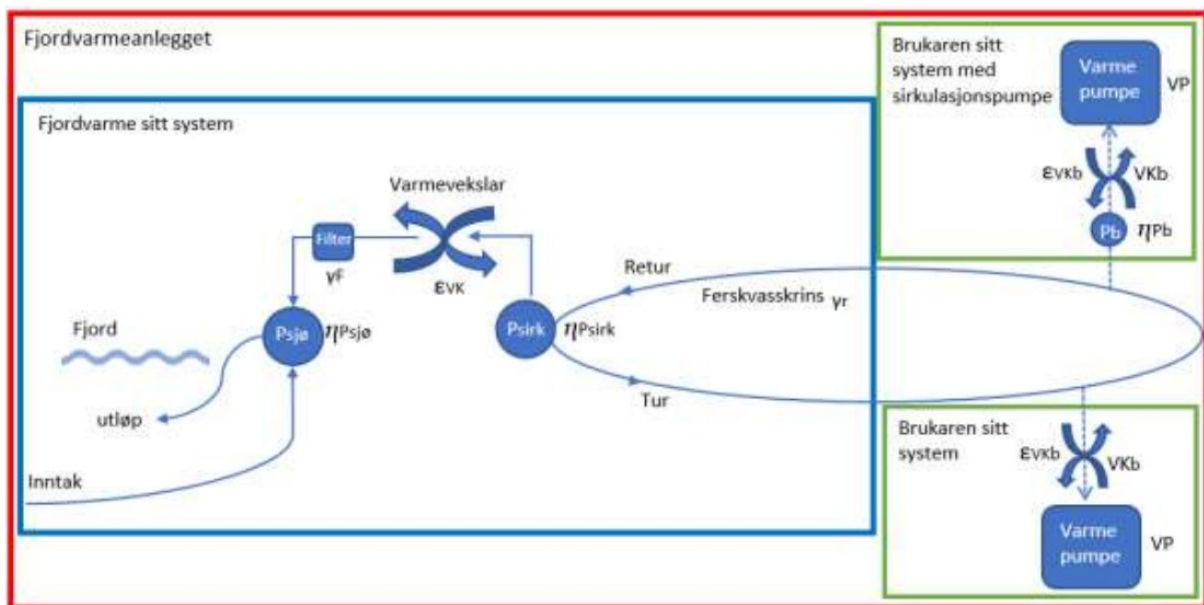 Fjordvarmeanlegget
Fjordvarme sitt system
Varmevekslar
Filter
γF
εVK
Fjord
Psjø
ηPsjø
utløp
Inntak
Psirk
ηPsirk
Retur
Ferskvasskrins γr
Tur
Brukaren sitt
system med
sirkulasjonspumpe
Varme
pumpe
VP
εVKb
VKb
Pb
ηPb
Brukaren sitt
system
εVKb
VKb
Varme
pumpe
VP